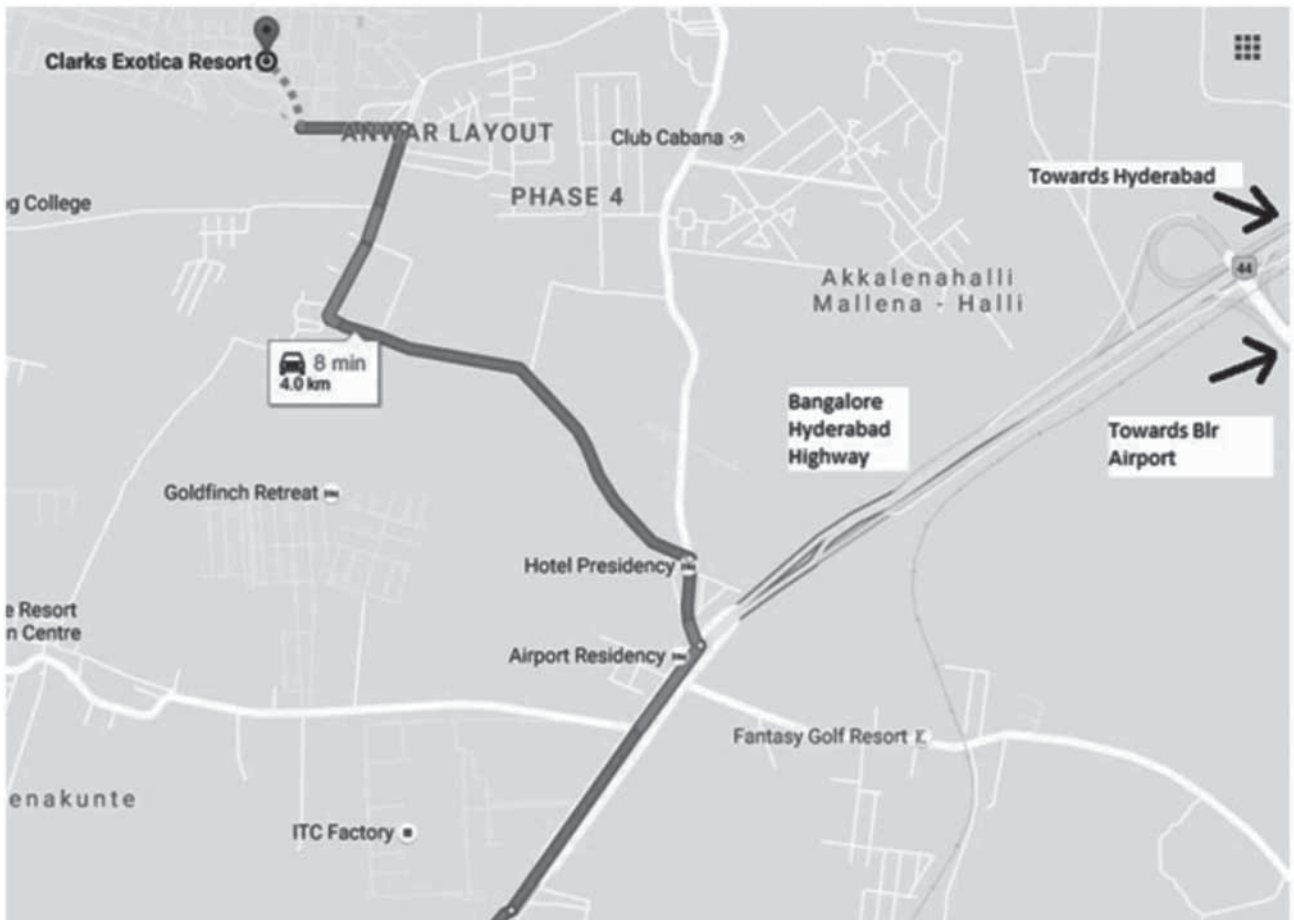 Clarks Exotica Resort
ANWAR LAYOUT
Club Cabana
PHASE 4
Towards Hyderabad
g College
Akkalenahalli
Mallena - Halli
44
8 min
4.0 km
Bangalore
Hyderabad
Highway
Towards Blr
Airport
Goldfinch Retreat
Hotel Presidency
e Resort
n Centre
Airport Residency
Fantasy Golf Resort
enakunte
ITC Factory